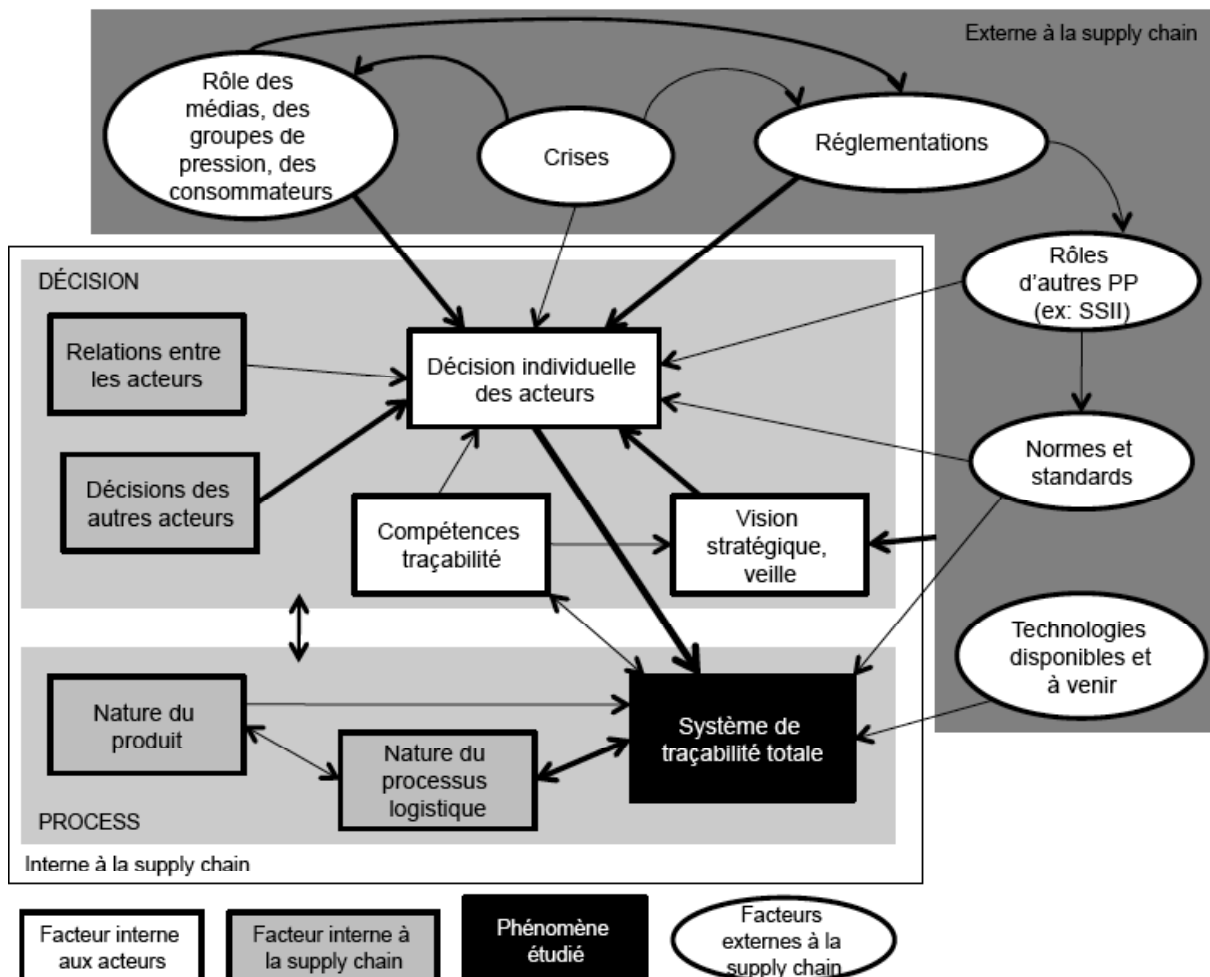 Externe à la supply chain
Rôle des
médias, des
groupes de
pression, des
consommateurs
Crises
Réglementations
Rôles
d'autres PP
(ex: SSII)
Normes et
standards
Technologies
disponibles et
à venir
DÉCISION
Relations entre
les acteurs
Décision individuelle
des acteurs
Décisions des
autres acteurs
Compétences
traçabilité
Vision
stratégique,
veille
Nature du
produit
Nature du
processus
logistique
Système de
traçabilité totale
PROCESS
Interne à la supply chain
Facteur interne
aux acteurs
Facteur interne à
la supply chain
Phénomène
étudié
Facteurs
externes à la
supply chain